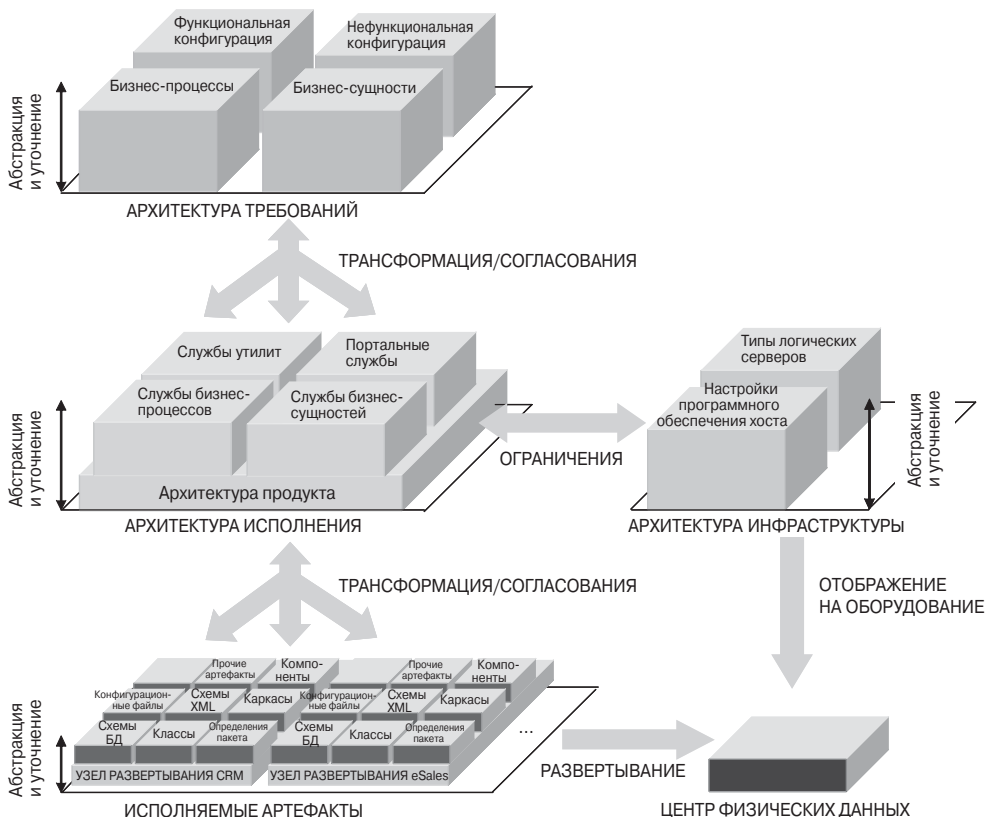 Функциональная
конфигурация
Нефункциональная
конфигурация
Бизнес-процессы
Бизнес-сущности
Абстракция
и уточнение
АРХИТЕКТУРА ТРЕБОВАНИЙ
ТРАНСФОРМАЦИЯ/СОГЛАСОВАНИЯ
Службы утилит
Портальные
службы
Службы бизнес-
процессов
Службы бизнес-
сущностей
Архитектура продукта
Абстракция
и уточнение
АРХИТЕКТУРА ИСПОЛНЕНИЯ
ОГРАНИЧЕНИЯ
Типы логических
серверов
Настройки
программного
обеспечения хоста
Абстракция
и уточнение
АРХИТЕКТУРА ИНФРАСТРУКТУРЫ
ТРАНСФОРМАЦИЯ/СОГЛАСОВАНИЯ
ОТОБРАЖЕНИЕ
НА ОБОРУДОВАНИЕ
Прочие
артефакты
Компо-
ненты
Прочие
артефакты
Компо-
ненты
Конфигурацион-
ные файлы
Схемы
XML
Каркасы
Конфигурацион-
ные файлы
Схемы
XML
Каркасы
Схемы
БД
Классы
Определения
пакета
Схемы
БД
Классы
Определения
пакета
...
УЗЕЛ РАЗВЕРТЫВАНИЯ CRM
УЗЕЛ РАЗВЕРТЫВАНИЯ eSales
Абстракция
и уточнение
ИСПОЛНЯЕМЫЕ АРТЕФАКТЫ
РАЗВЕРТЫВАНИЕ
ЦЕНТР ФИЗИЧЕСКИХ ДАННЫХ